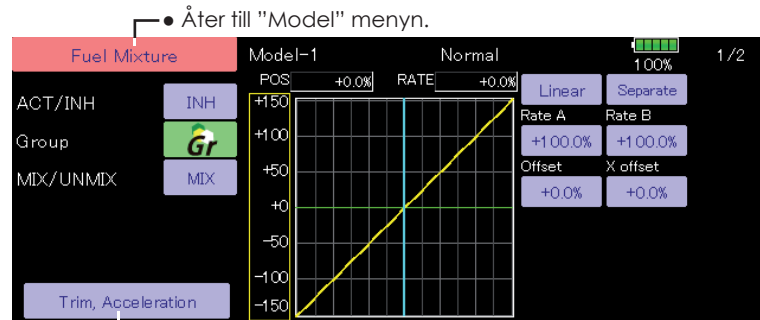 ● Åter till ”Model” menyn.
Fuel Mixture
Model-1
Normal
100%
1/2
POS +0.0% RATE +0.0%
Linear
Separate
ACT/INH
INH
Rate A
Rate B
+100.0%
+100.0%
Group
Gr
Offset
X offset
+0.0%
+0.0%
MIX/UNMIX
MIX
+150
+100
+50
+0
-50
-100
-150
Trim, Acceleration